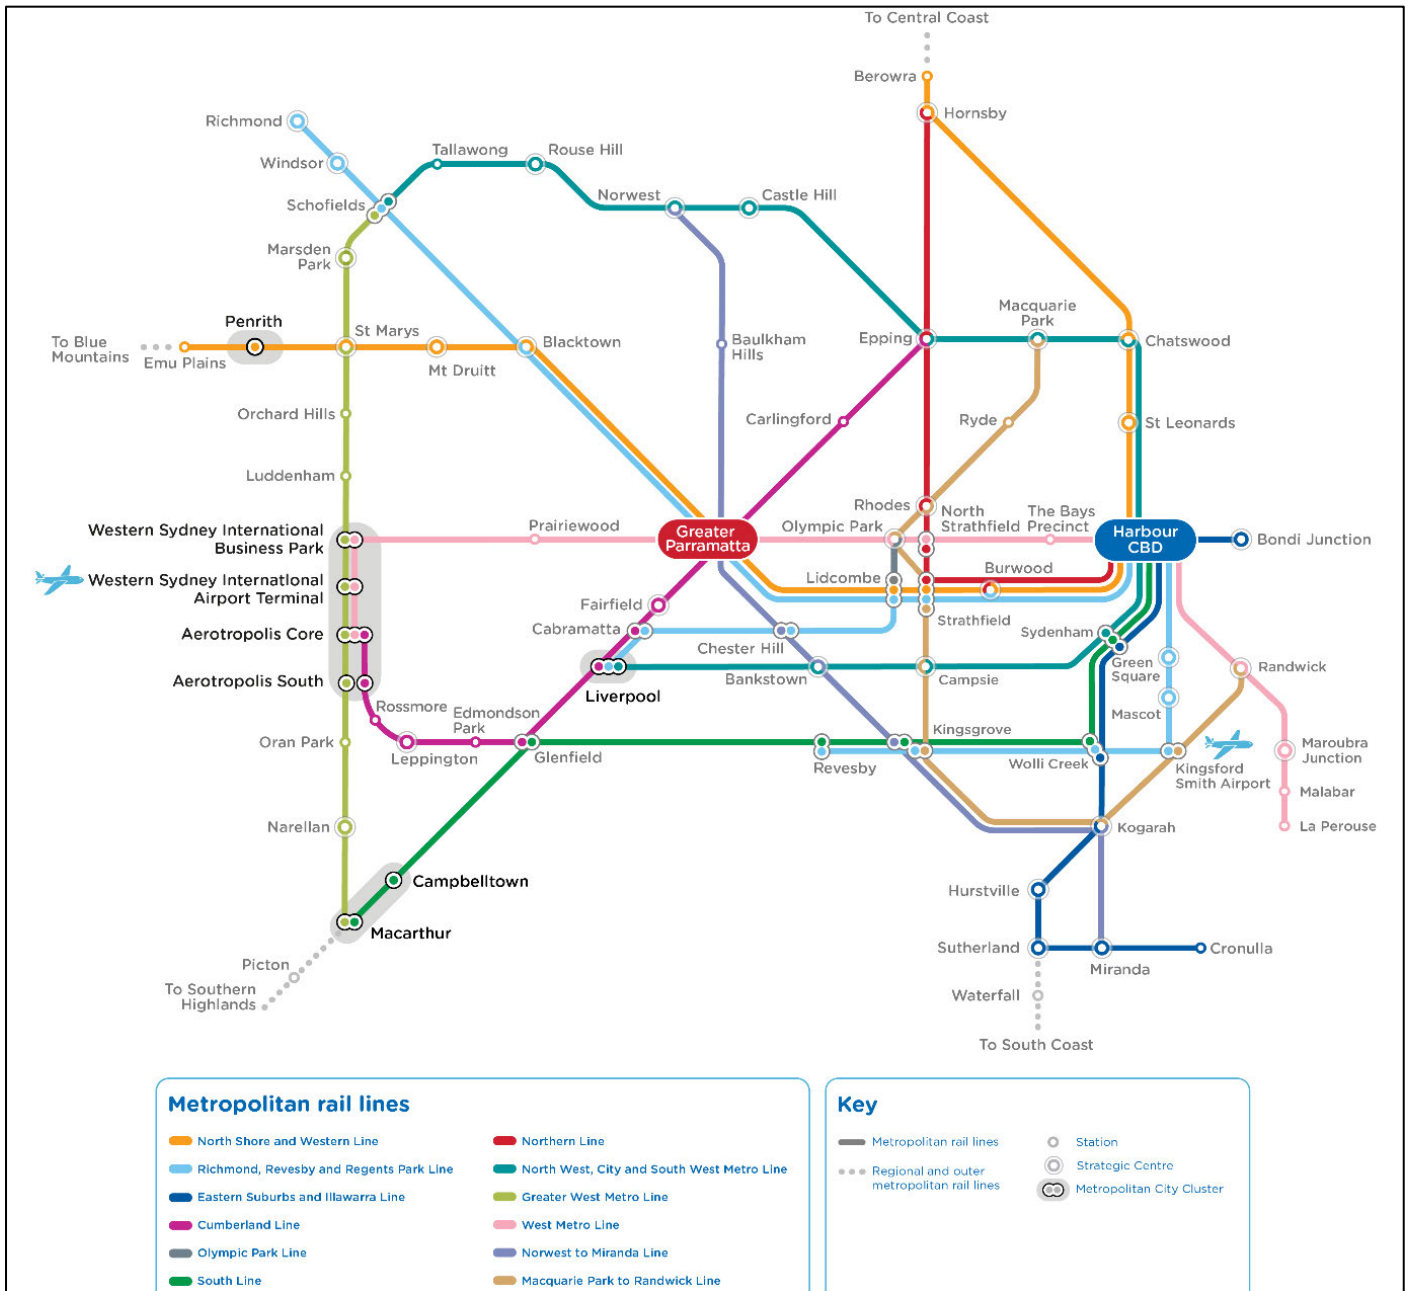 To Central Coast
Berowra
Hornsby
Richmond
Windsor
Tallawong
Rouse Hill
Schofields
Norwest
Castle Hill
Marsden
Park
Macquarie
Park
Penrith
St Marys
Blacktown
Baulkham
Hills
Epping
Chatswood
To Blue
Mountains
Emu Plains
Mt Druitt
Orchard Hills
Carlingford
Ryde
St Leonards
Luddenham
Western Sydney International
Business Park
Prairiewood
Greater
Parramatta
Rhodes
Olympic Park
North
Strathfield
The Bays
Precinct
Harbour
CBD
Bondi Junction
Western Sydney International
Airport Terminal
Lidcombe
Burwood
Fairfield
Strathfield
Aerotropolis Core
Cabramatta
Chester Hill
Sydenham
Green
Square
Randwick
Aerotropolis South
Liverpool
Bankstown
Campsie
Mascot
Rossmore
Edmondson
Park
Oran Park
Leppington
Glenfield
Revesby
Kingsgrove
Wolli Creek
Kingsford
Smith Airport
Maroubra
Junction
Malabar
Narellan
Kogarah
La Perouse
Campbelltown
Hurstville
Macarthur
Sutherland
Miranda
Cronulla
Picton
To Southern
Highlands
Waterfall
To South Coast
Metropolitan rail lines
North Shore and Western Line
Richmond, Revesby and Regents Park Line
Eastern Suburbs and Illawarra Line
Cumberland Line
Olympic Park Line
South Line
Northern Line
North West, City and South West Metro Line
Greater West Metro Line
West Metro Line
Norwest to Miranda Line
Macquarie Park to Randwick Line
Key
Metropolitan rail lines
Regional and outer
metropolitan rail lines
Station
Strategic Centre
Metropolitan City Cluster